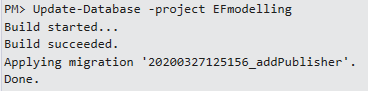 PM> Update-Database -project EFmodelling
Build started...
Build succeeded.
Applying migration '20200327125156_addPublisher'.
Done.